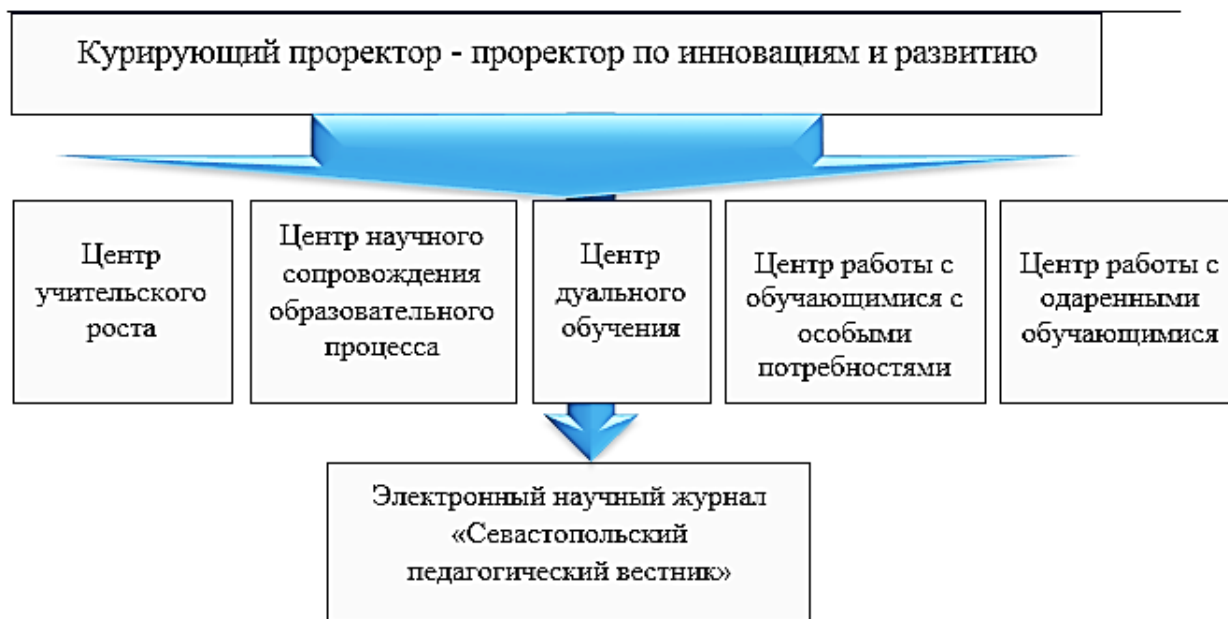 Курирующий проректор - проректор по инновациям и развитию
Центр
учительского
роста
Центр научного
сопровождения
образовательного
процесса
Центр
дуального
обучения
Центр работы с
обучающимися с
особыми
потребностями
Центр работы с
одаренными
обучающимися
Электронный научный журнал
«Севастопольский
педагогический вестник»